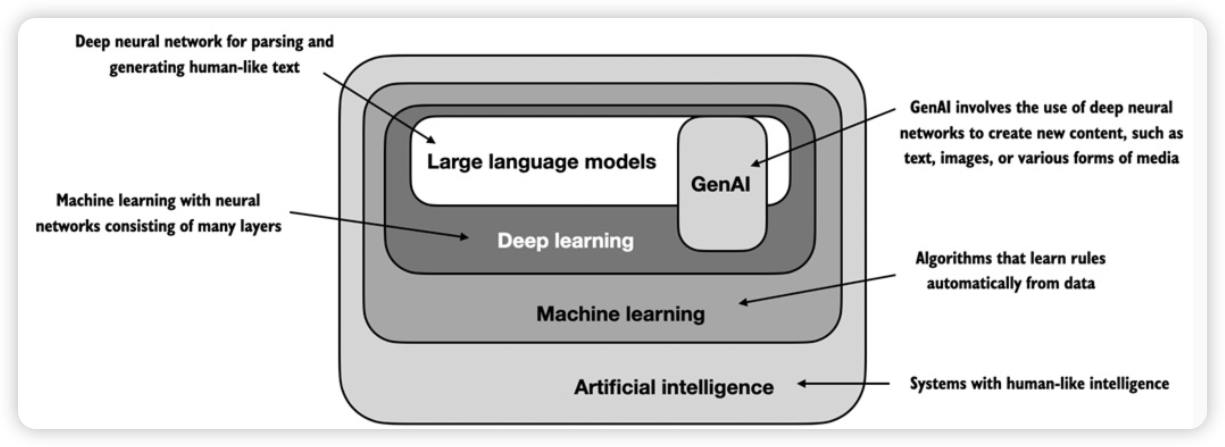 Deep neural network for parsing and
generating human-like text
GenAI involves the use of deep neural
networks to create new content, such as
text, images, or various forms of media
Large language models
GenAI
Machine learning with neural
networks consisting of many layers
Deep learning
Algorithms that learn rules
automatically from data
Machine learning
Artificial intelligence
Systems with human-like intelligence